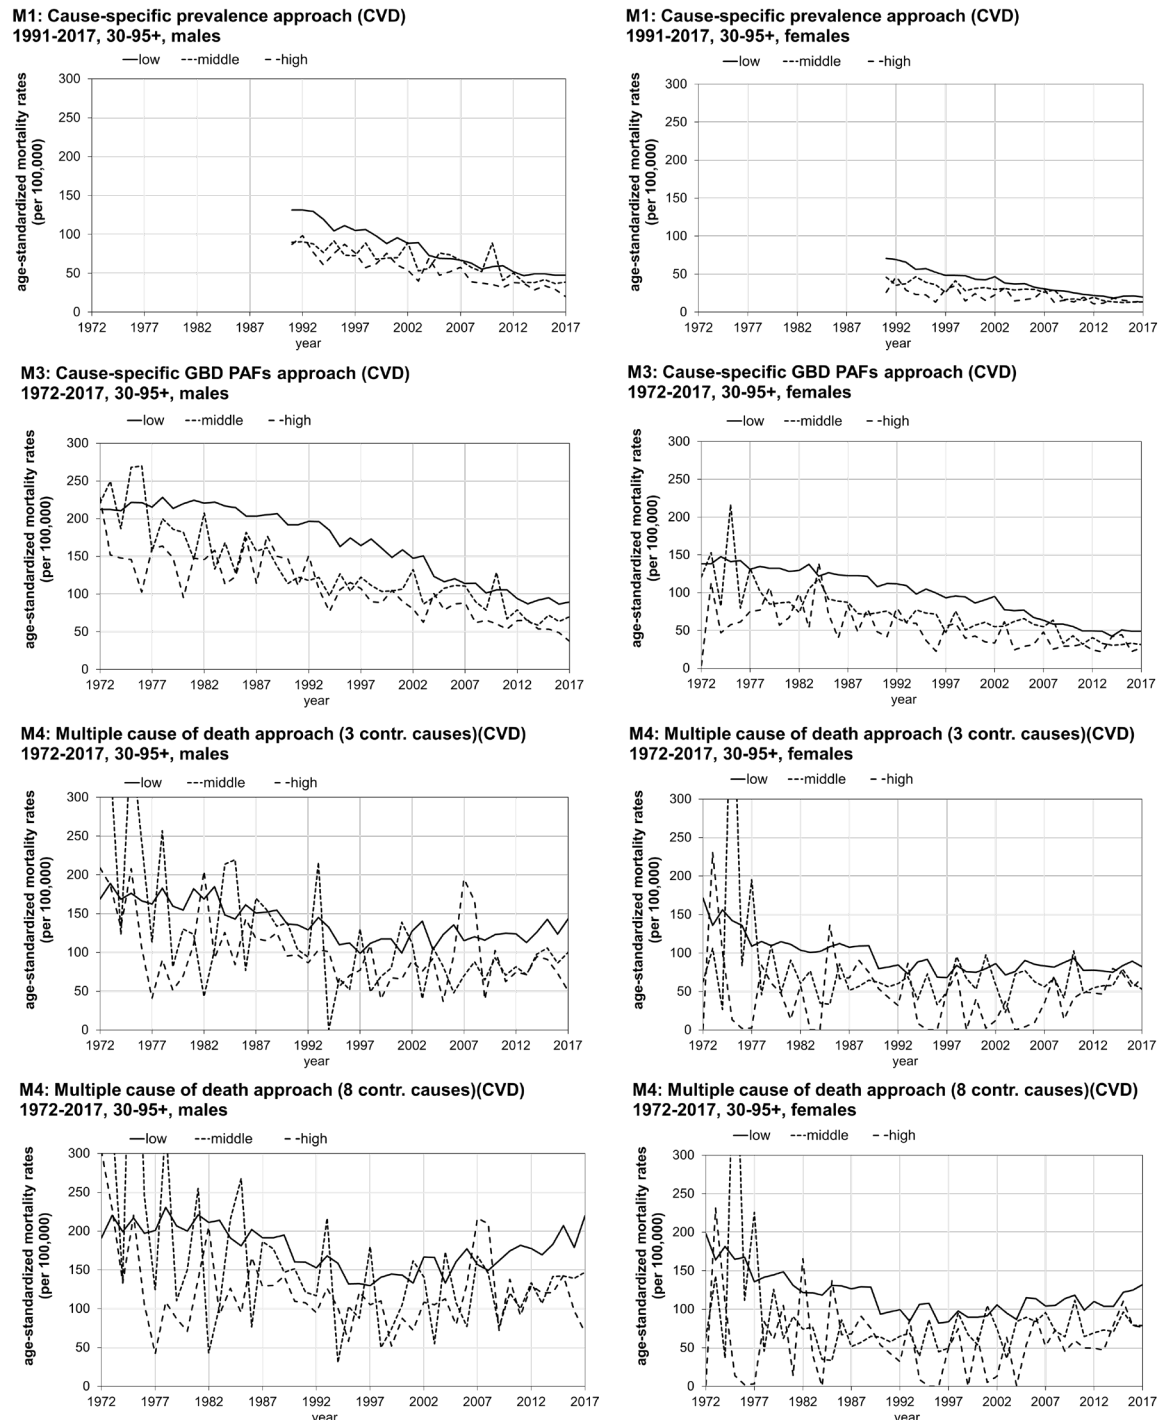 M1: Cause-specific prevalence approach (CVD)
1991-2017, 30-95+, males
low middle high
age-standardized mortality rates
(per 100,000)
300
250
200
150
100
50
0
1972 1977 1982 1987 1992 1997 2002 2007 2012 2017
year
M1: Cause-specific prevalence approach (CVD)
1991-2017, 30-95+, females
low middle high
age-standardized mortality rates
(per 100,000)
300
250
200
150
100
50
0
1972 1977 1982 1987 1992 1997 2002 2007 2012 2017
year
M3: Cause-specific GBD PAFs approach (CVD)
1972-2017, 30-95+, males
low middle high
age-standardized mortality rates
(per 100,000)
300
250
200
150
100
50
0
1972 1977 1982 1987 1992 1997 2002 2007 2012 2017
year
M3: Cause-specific GBD PAFs approach (CVD)
1972-2017, 30-95+, females
low middle high
age-standardized mortality rates
(per 100,000)
300
250
200
150
100
50
0
1972 1977 1982 1987 1992 1997 2002 2007 2012 2017
year
M4: Multiple cause of death approach (3 contr. causes)(CVD)
1972-2017, 30-95+, males
low middle high
age-standardized mortality rates
(per 100,000)
300
250
200
150
100
50
0
1972 1977 1982 1987 1992 1997 2002 2007 2012 2017
year
M4: Multiple cause of death approach (3 contr. causes)(CVD)
1972-2017, 30-95+, females
low middle high
age-standardized mortality rates
(per 100,000)
300
250
200
150
100
50
0
1972 1977 1982 1987 1992 1997 2002 2007 2012 2017
year
M4: Multiple cause of death approach (8 contr. causes)(CVD)
1972-2017, 30-95+, males
low middle high
age-standardized mortality rates
(per 100,000)
300
250
200
150
100
50
0
1972 1977 1982 1987 1992 1997 2002 2007 2012 2017
year
M4: Multiple cause of death approach (8 contr. causes)(CVD)
1972-2017, 30-95+, females
low middle high
age-standardized mortality rates
(per 100,000)
300
250
200
150
100
50
0
1972 1977 1982 1987 1992 1997 2002 2007 2012 2017
year